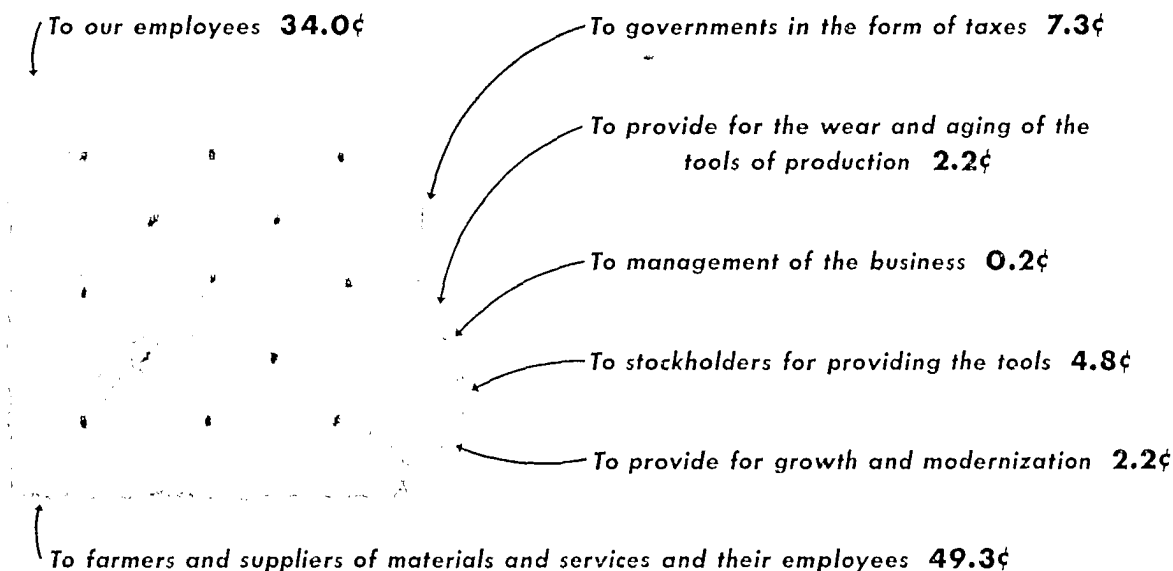 To our employees 34.0¢
To governments in the form of taxes 7.3¢
To provide for the wear and aging of the
tools of production 2.2¢
To management of the business 0.2¢
To stockholders for providing the tools 4.8¢
To provide for growth and modernization 2.2¢
To farmers and suppliers of materials and services and their employees 49.3¢